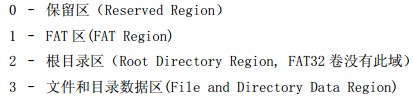 0 – 保留区（Reserved Region）
1 – FAT 区(FAT Region)
2 – 根目录区（Root Directory Region, FAT32 卷没有此域）
3 – 文件和目录数据区(File and Directory Data Region)